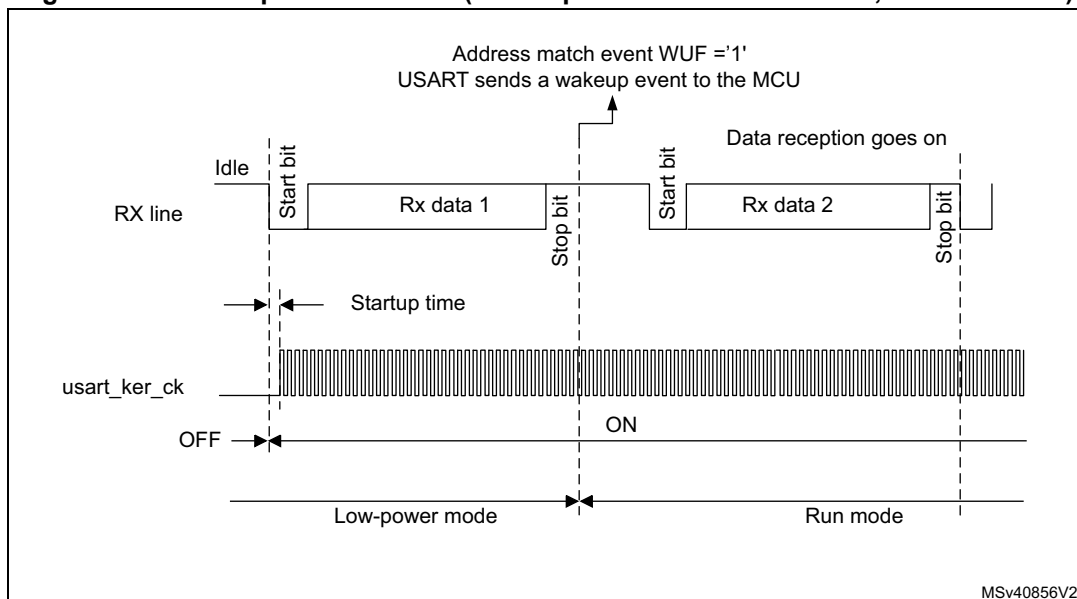 Address match event WUF ='1'
USART sends a wakeup event to the MCU
Data reception goes on
Idle
RX line
Start bit
Rx data 1
Stop bit
Start bit
Rx data 2
Stop bit
Startup time
usart_ker_ck
OFF
ON
Low-power mode
Run mode
MSv40856V2